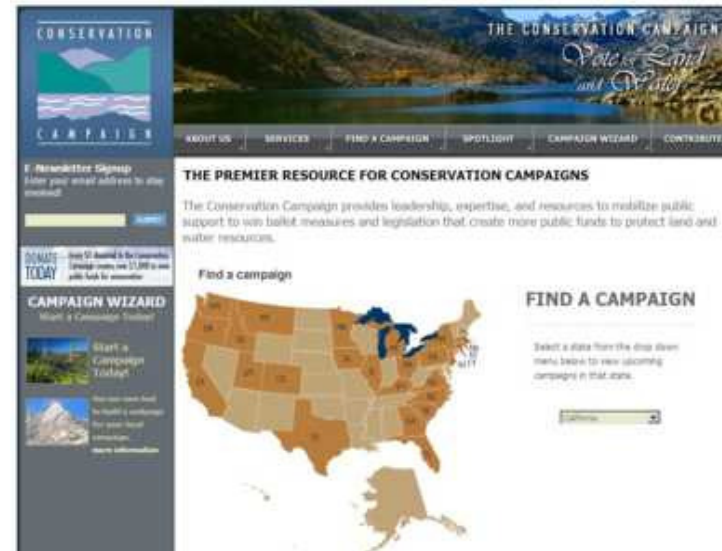 CONSERVATION
CAMPAIGN
THE CONSERVATION CAMPAIGN
Vote for Land
and Water
ABOUT US
SERVICES
FIND A CAMPAIGN
SPOTLIGHT
CAMPAIGN WIZARD
CONTRIBUTE
E-Newsletter Signup
Enter your email address to stay
involved!
SUBMIT
DONATE
TODAY
CAMPAIGN WIZARD
Start a Campaign Today!
Start a
Campaign
Today!
for your local
campaign.
more information
THE PREMIER RESOURCE FOR CONSERVATION CAMPAIGNS
The Conservation Campaign provides leadership, expertise, and resources to mobilize public
support to win ballot measures and legislation that create more public funds to protect land and
water resources.
Find a campaign
FIND A CAMPAIGN
Select a state from the drop down
menu below to view upcoming
campaigns in that state.
California